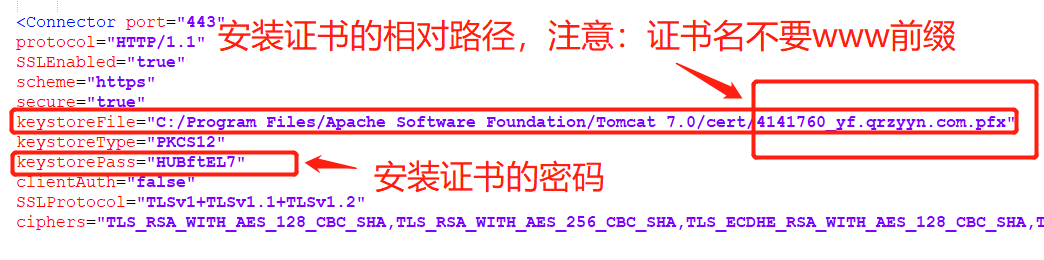 <Connector port="443"
protocol="HTTP/1.1"
安装证书的相对路径，注意：证书名不要www前缀
SSLEnabled="true"
scheme="https"
secure="true"
keystoreFile="C:/Program Files/Apache Software Foundation/Tomcat 7.0/cert/4141760_yf.qrzyyn.com.pfx"
keystoreType="PKCS12"
keystorePass="HUBftEL7"
安装证书的密码
clientAuth="false"
SSLProtocol="TLSv1+TLSv1.1+TLSv1.2"
ciphers="TLS_RSA_WITH_AES_128_CBC_SHA,TLS_RSA_WITH_AES_256_CBC_SHA,TLS_ECDHE_RSA_WITH_AES_128_CBC_SHA,T